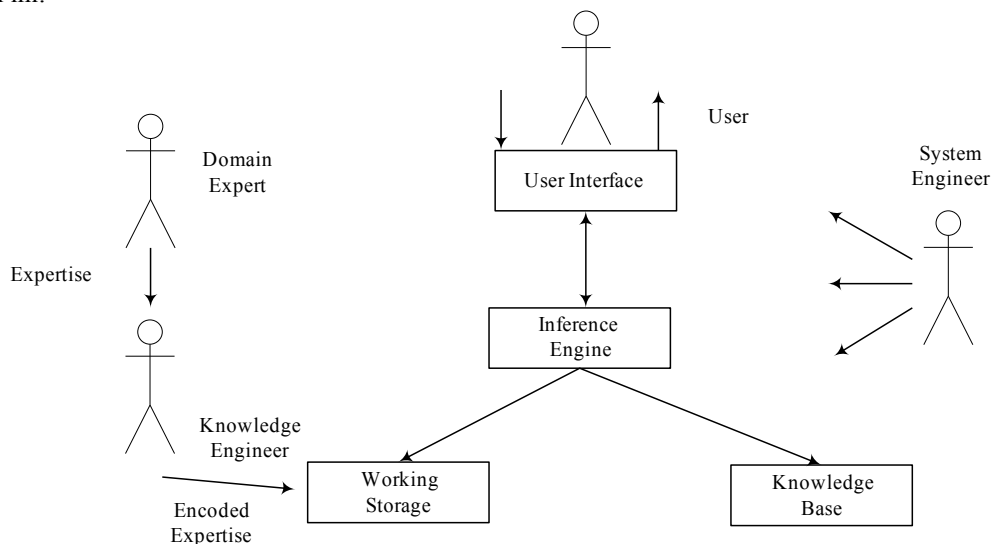 User
Domain
Expert
User Interface
System
Engineer
Expertise
Inference
Engine
Knowledge
Engineer
Working
Storage
Knowledge
Base
Encoded
Expertise